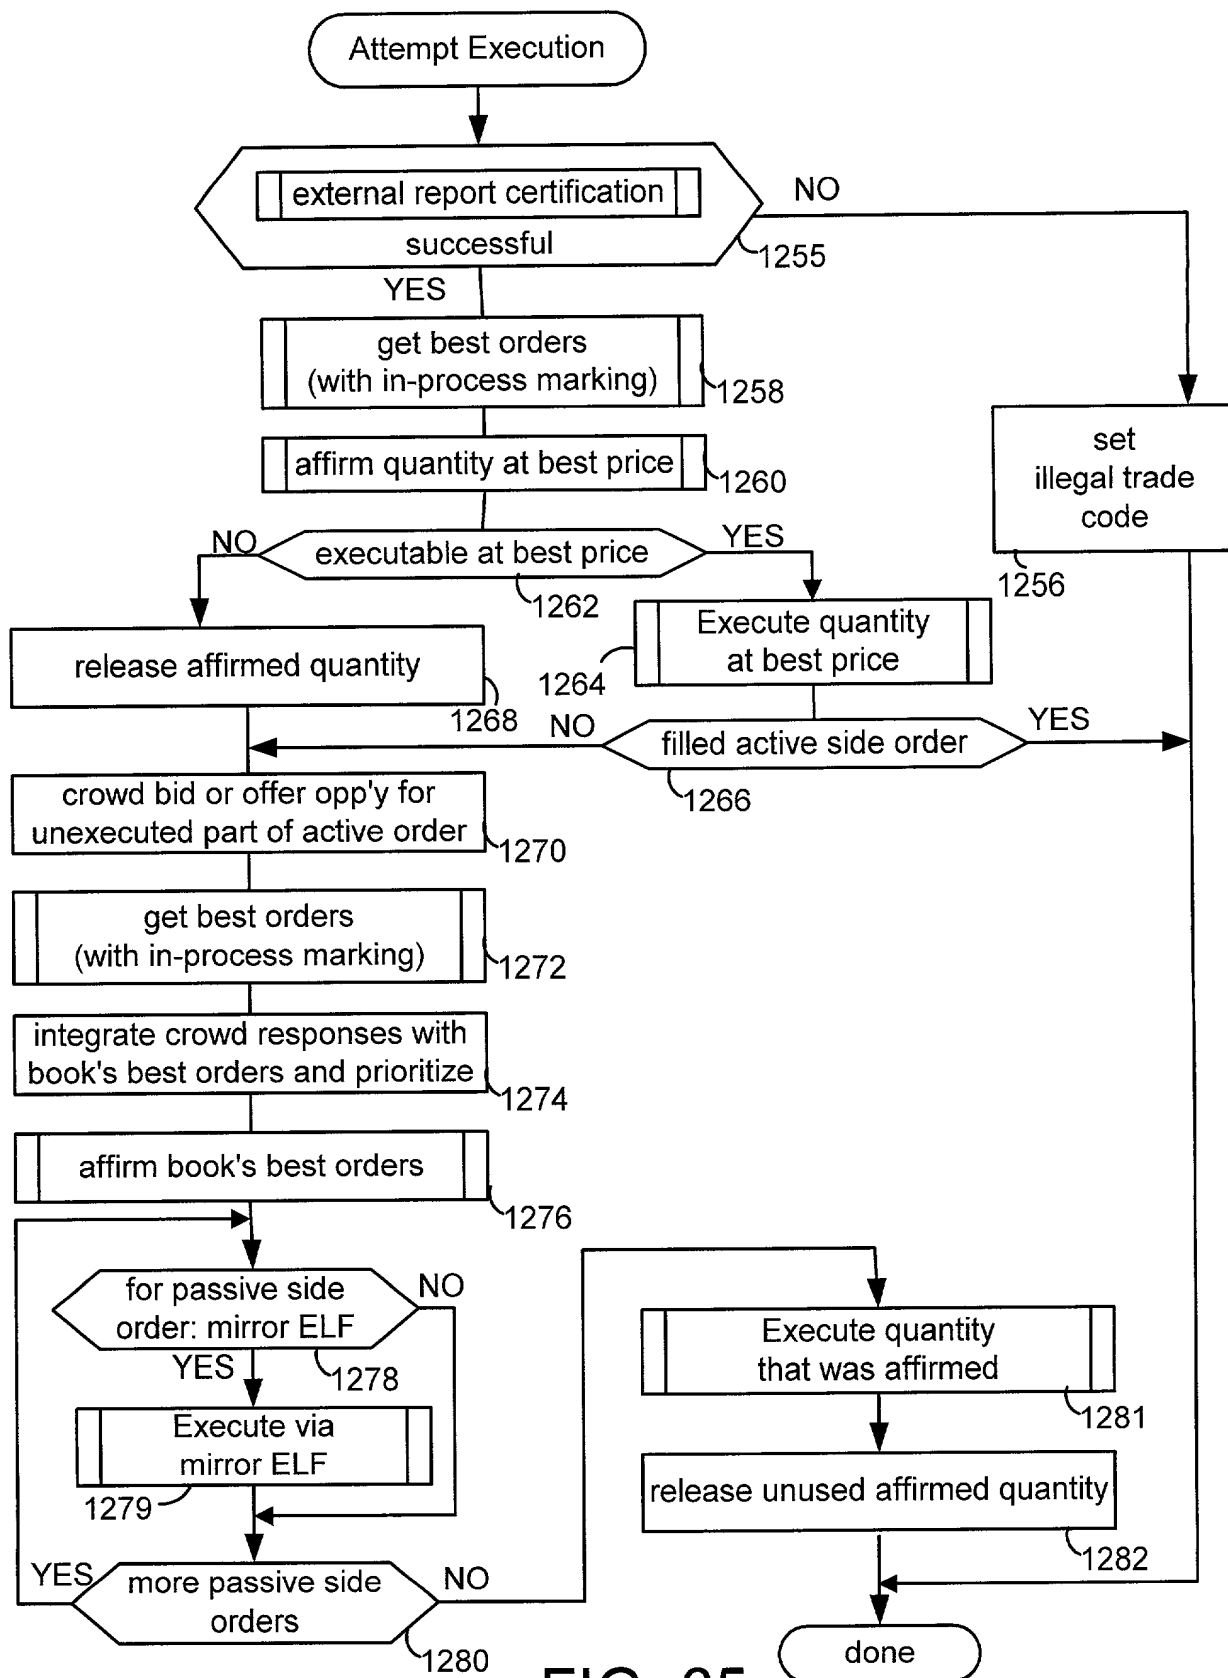 Attempt Execution
external report certification
successful
NO
1255
YES
get best orders
(with in-process marking)
1258
affirm quantity at best price
1260
set
illegal trade
code
1256
NO
executable at best price
YES
1262
Execute quantity
at best price
1264
release affirmed quantity
1268
NO
filled active side order
YES
1266
crowd bid or offer opp'y for
unexecuted part of active order
1270
get best orders
(with in-process marking)
1272
integrate crowd responses with
book's best orders and prioritize
1274
affirm book's best orders
1276
for passive side
order: mirror ELF
NO
YES
1278
Execute via
mirror ELF
1279
YES
more passive side
orders
NO
1280
Execute quantity
that was affirmed
1281
release unused affirmed quantity
1282
done
FIG. 35